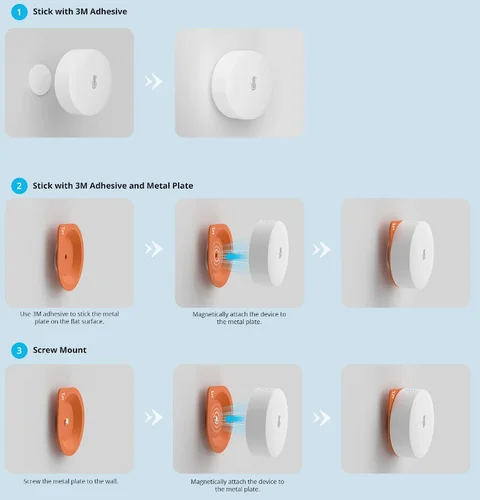 1 Stick with 3M Adhesive
2 Stick with 3M Adhesive and Metal Plate
Use 3M adhesive to stick the metal
plate on the flat surface.
Magnetically attach the device to
the metal plate.
3 Screw Mount
Screw the metal plate to the wall.
Magnetically attach the device to
the metal plate.